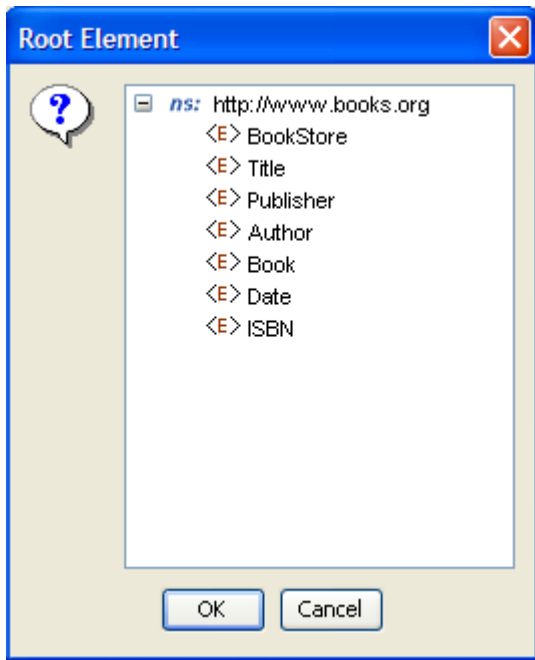 Root Element
?
ns: http://www.books.org
<E> BookStore
<E> Title
<E> Publisher
<E> Author
<E> Book
<E> Date
<E> ISBN
OK
Cancel